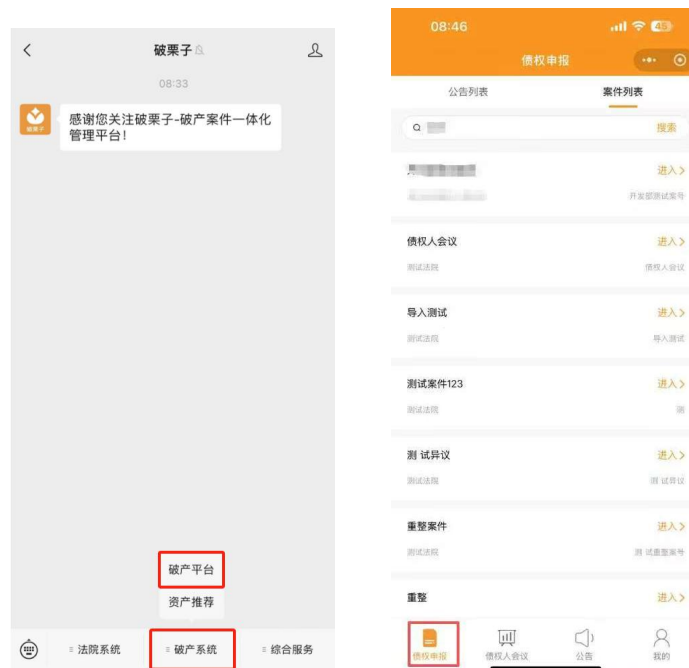 破栗子
08:33
破栗子
感谢您关注破栗子-破产案件一体化
管理平台!
破产平台
资产推荐
法院系统
破产系统
综合服务
08:46
45
债权申报
公告列表
案件列表
搜索
进入>
开发部测试案号
债权人会议
进入>
测试法院
债权人会议
导入测试
进入>
测试法院
导入测试
测试案件123
进入>
测试法院
测
测 试异议
进入>
测试法院
测 试异议
重整案件
进入>
测试法院
测 试重整案号
重整
进入>
债权申报
债权人会议
公告
我的